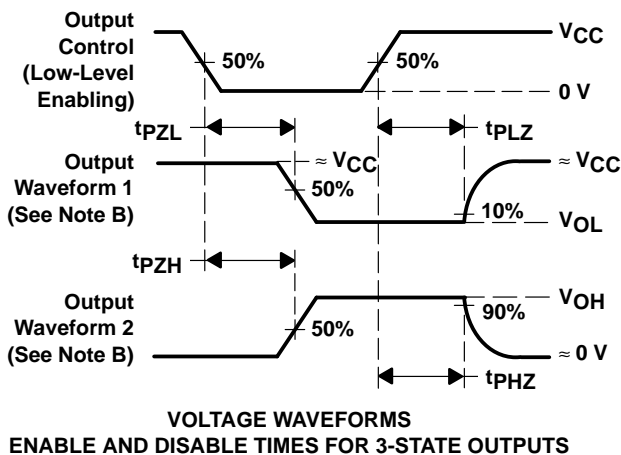 Output
Control
(Low-Level
Enabling)
50%
50%
VCC
0 V
tPZL
tPLZ
Output
Waveform 1
(See Note B)
≈ VCC
50%
≈ VCC
10%
VOL
tPZH
Output
Waveform 2
(See Note B)
50%
VOH
90%
≈ 0 V
tPHZ
VOLTAGE WAVEFORMS
ENABLE AND DISABLE TIMES FOR 3-STATE OUTPUTS